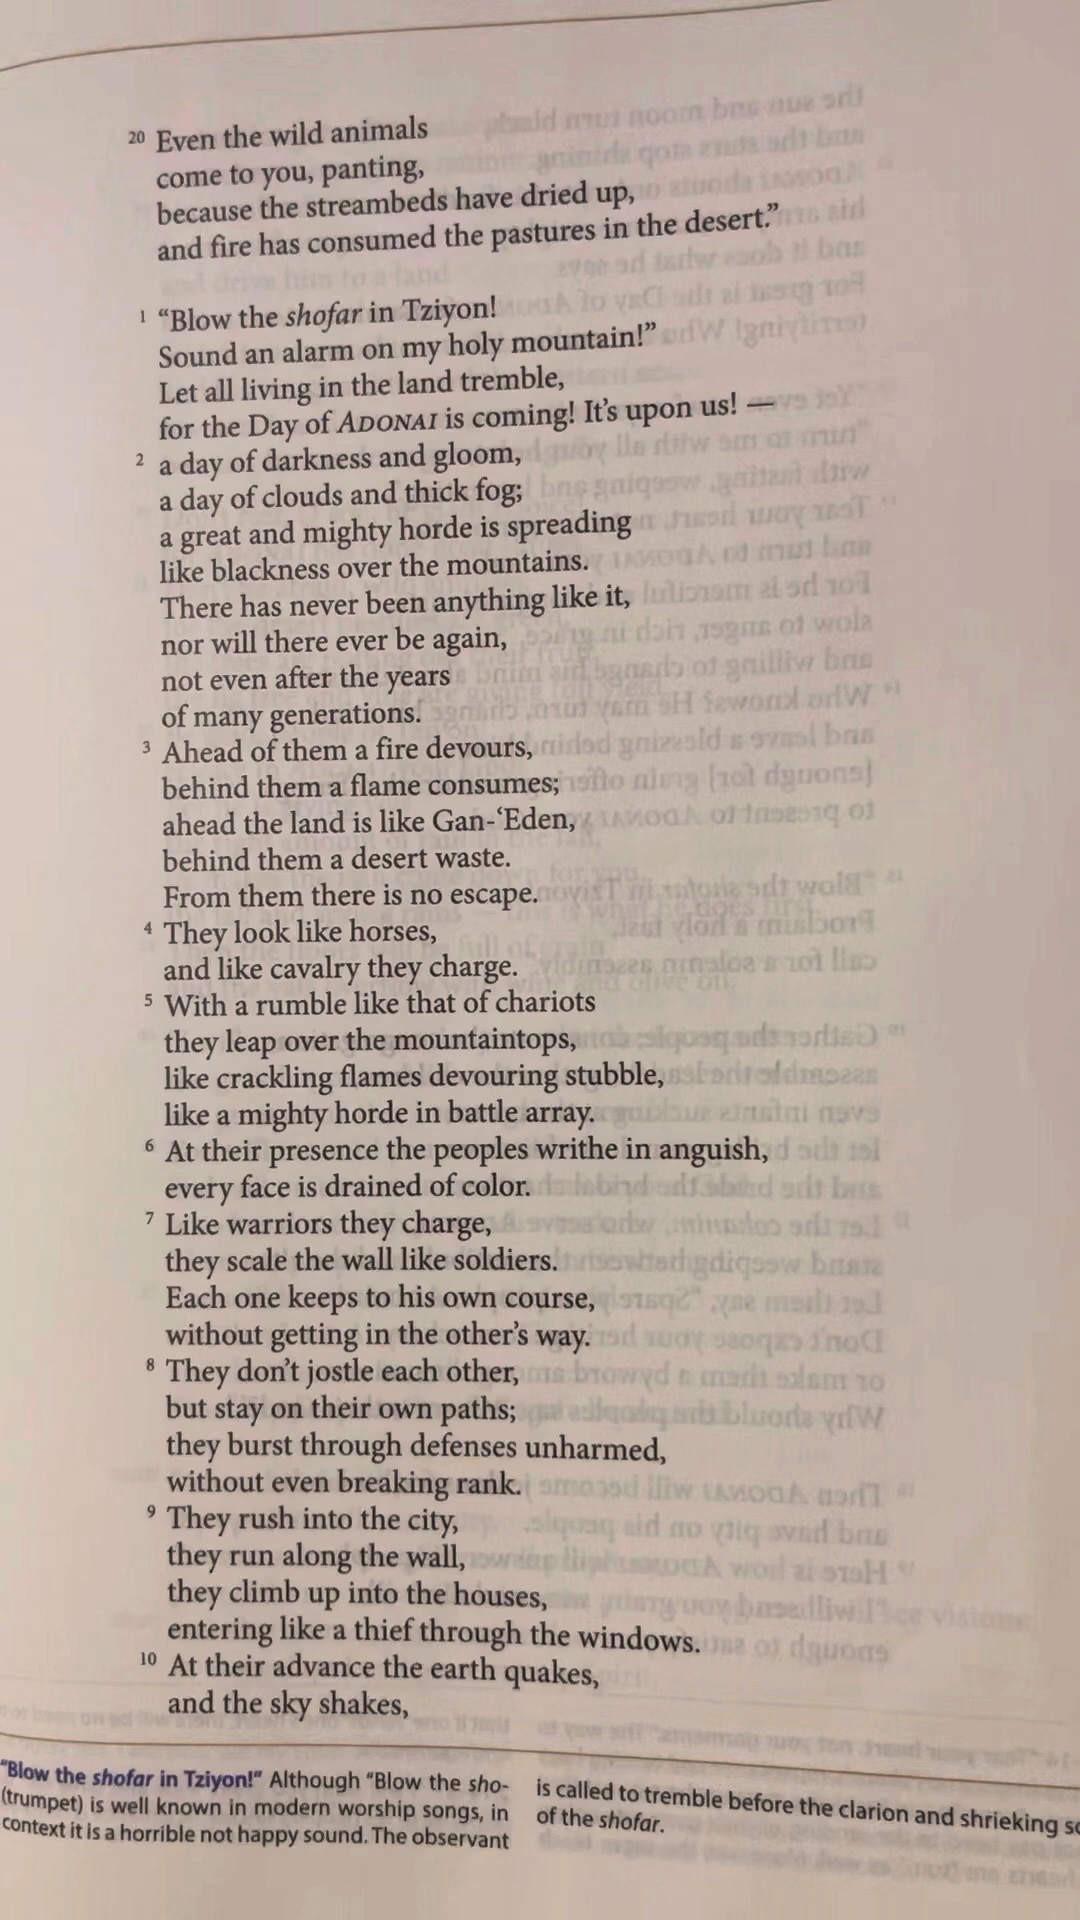 20 Even the wild animals
come to you, panting,
because the streambeds have dried up,
and fire has consumed the pastures in the desert.”
1 “Blow the shofar in Tziyon!
Sound an alarm on my holy mountain!”
Let all living in the land tremble,
for the Day of ADONAI is coming! It’s upon us! —
2 a day of darkness and gloom,
a day of clouds and thick fog;
a great and mighty horde is spreading
like blackness over the mountains.
There has never been anything like it,
nor will there ever be again,
not even after the years
of many generations.
3 Ahead of them a fire devours,
behind them a flame consumes;
ahead the land is like Gan-‘Eden,
behind them a desert waste.
From them there is no escape.
4 They look like horses,
and like cavalry they charge.
5 With a rumble like that of chariots
they leap over the mountaintops,
like crackling flames devouring stubble,
like a mighty horde in battle array.
6 At their presence the peoples writhe in anguish,
every face is drained of color.
7 Like warriors they charge,
they scale the wall like soldiers.
Each one keeps to his own course,
without getting in the other’s way.
8 They don’t jostle each other,
but stay on their own paths;
they burst through defenses unharmed,
without even breaking rank.
9 They rush into the city,
they run along the wall,
they climb up into the houses,
entering like a thief through the windows.
10 At their advance the earth quakes,
and the sky shakes,
“Blow the shofar in Tziyon!” Although “Blow the sho-
(trumpet) is well known in modern worship songs, in
context it is a horrible not happy sound. The observant
is called to tremble before the clarion and shrieking
of the shofar.